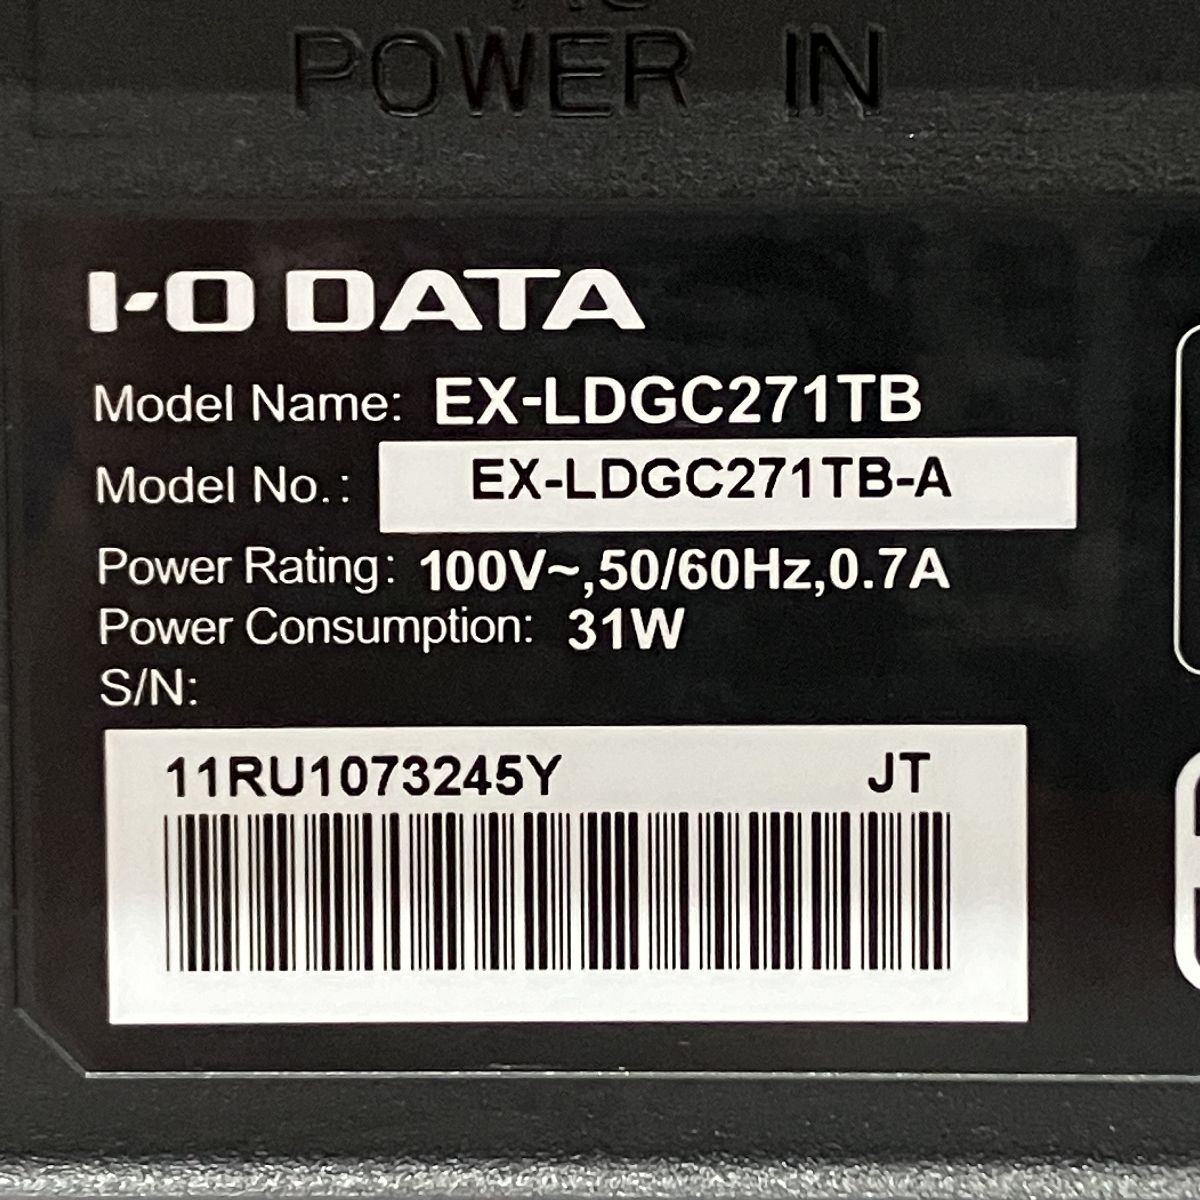 AC
POWER IN
I-O DATA
Model Name: EX-LDGC271TB
Model No.: EX-LDGC271TB-A
Power Rating: 100V~,50/60Hz,0.7A
Power Consumption: 31W
S/N:
11RU1073245Y JT